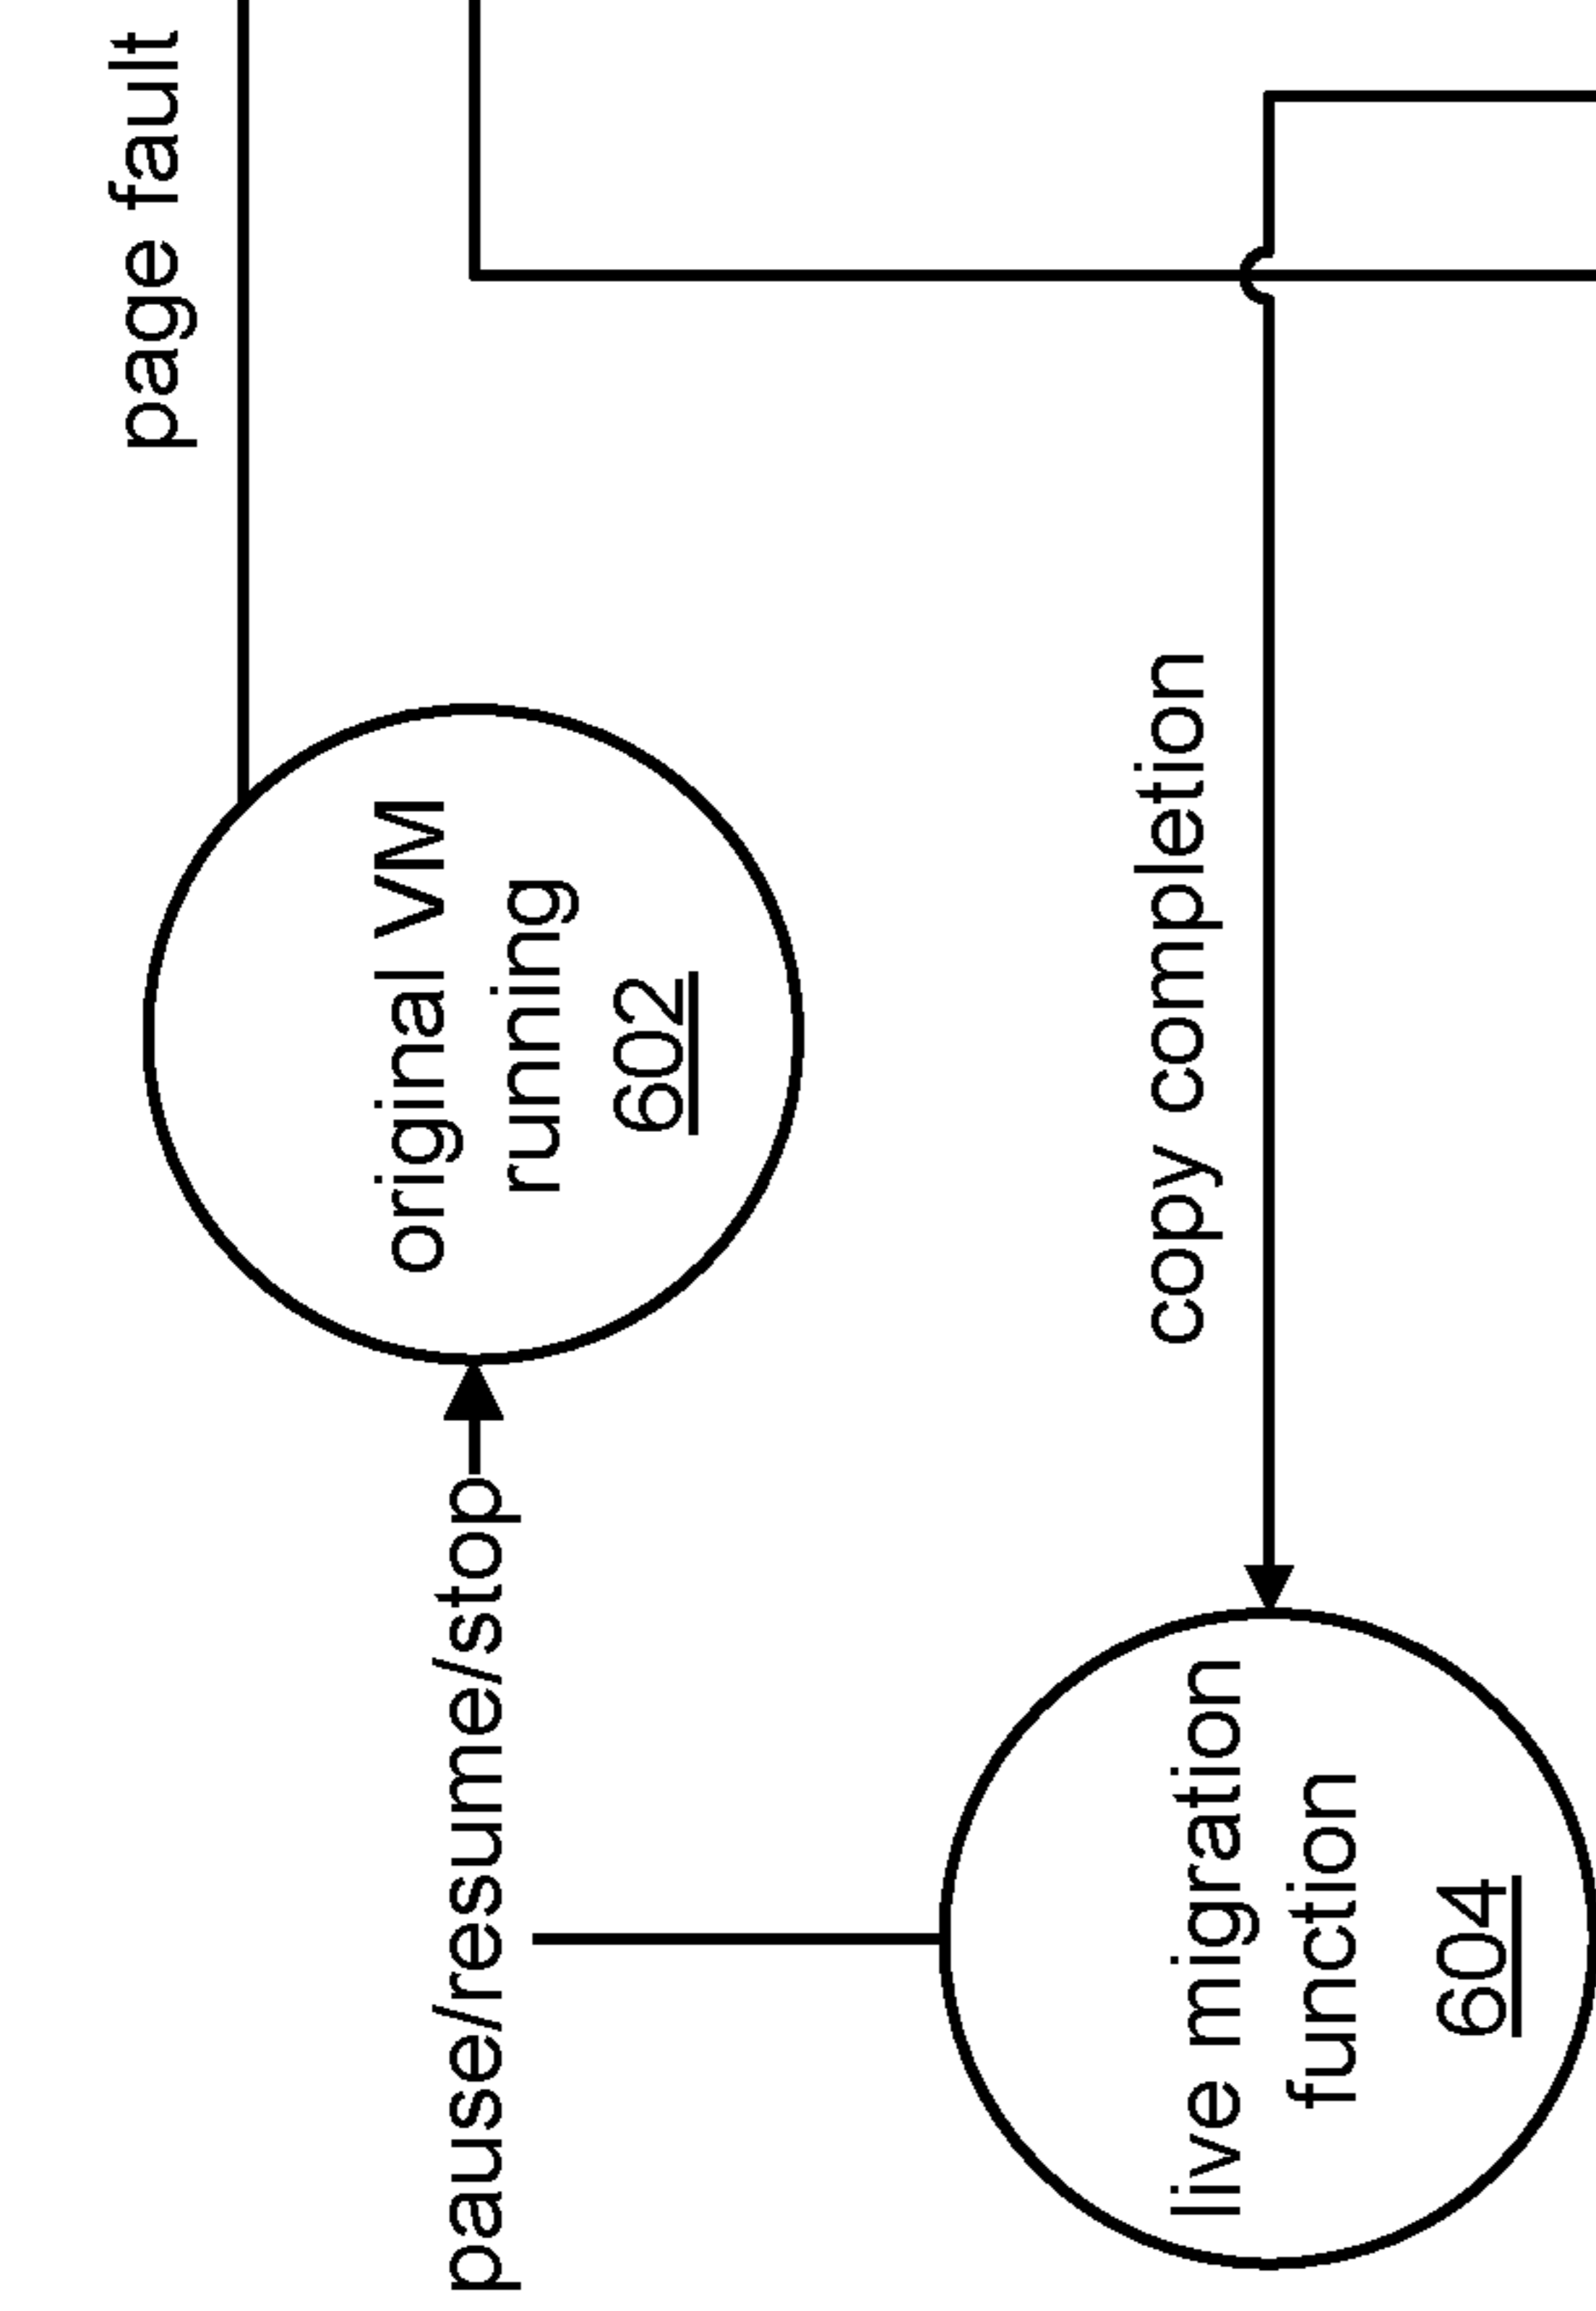 page fault
original VM
running
602
pause/resume/stop
copy completion
live migration
function
604